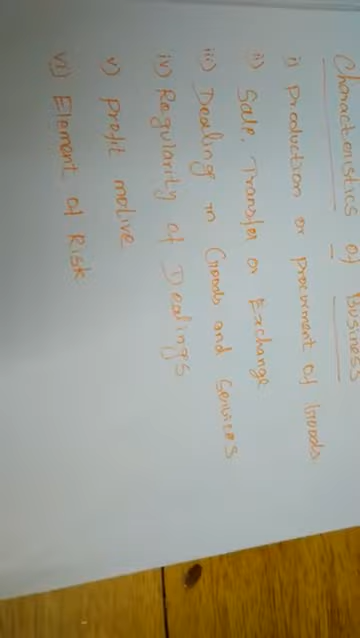 Characteristics of Business
i) Production or procurement of Goods
ii) Sale, Transfer or Exchange
iii) Dealing in Goods and Services
iv) Regularity of Dealings
v) Profit motive
vi) Element of Risk